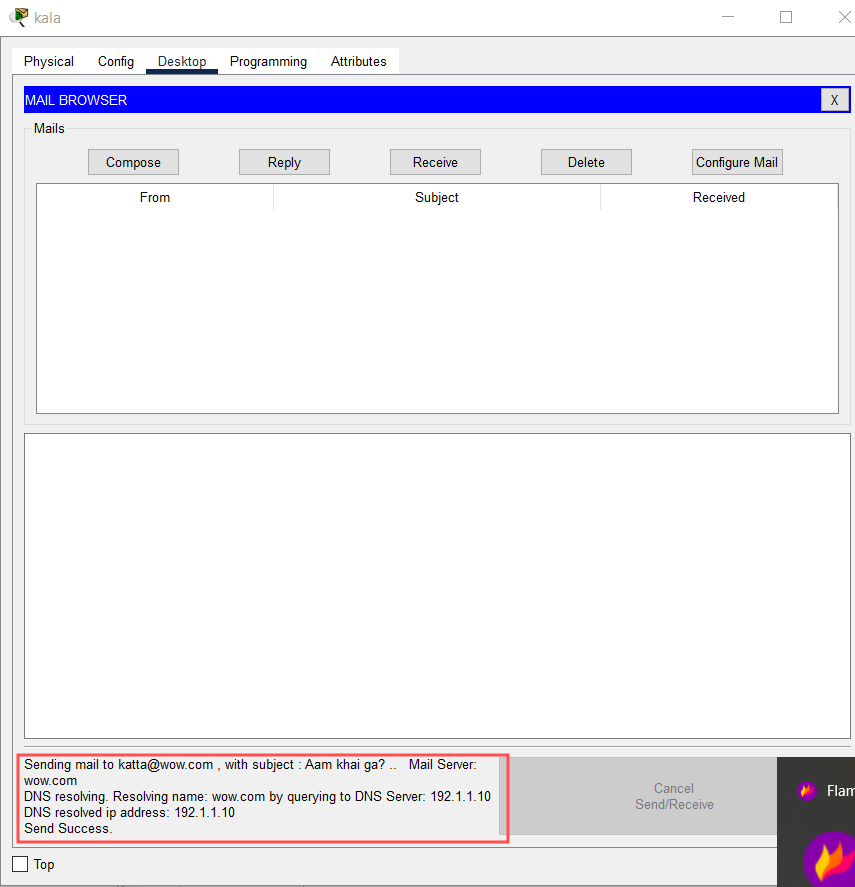 kala
Physical Config Desktop Programming Attributes
MAIL BROWSER X
Mails
Compose Reply Receive Delete Configure Mail
From Subject Received
Sending mail to katta@wow.com , with subject : Aam khai ga? .. Mail Server:
wow.com
DNS resolving. Resolving name: wow.com by querying to DNS Server: 192.1.1.10
DNS resolved ip address: 192.1.1.10
Send Success.
Cancel
Send/Receive
Flam
Top